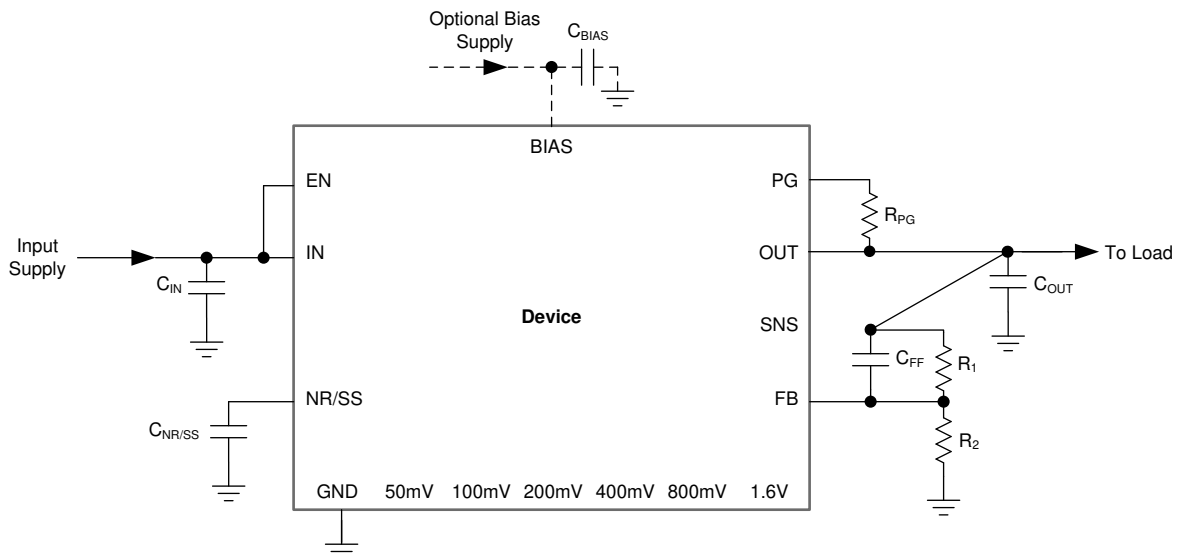 Optional Bias
Supply
C_BIAS
BIAS
EN
PG
R_PG
Input
Supply
IN
OUT
To Load
C_IN
C_OUT
Device
SNS
C_FF
R_1
NR/SS
FB
C_NR/SS
R_2
GND 50mV 100mV 200mV 400mV 800mV 1.6V